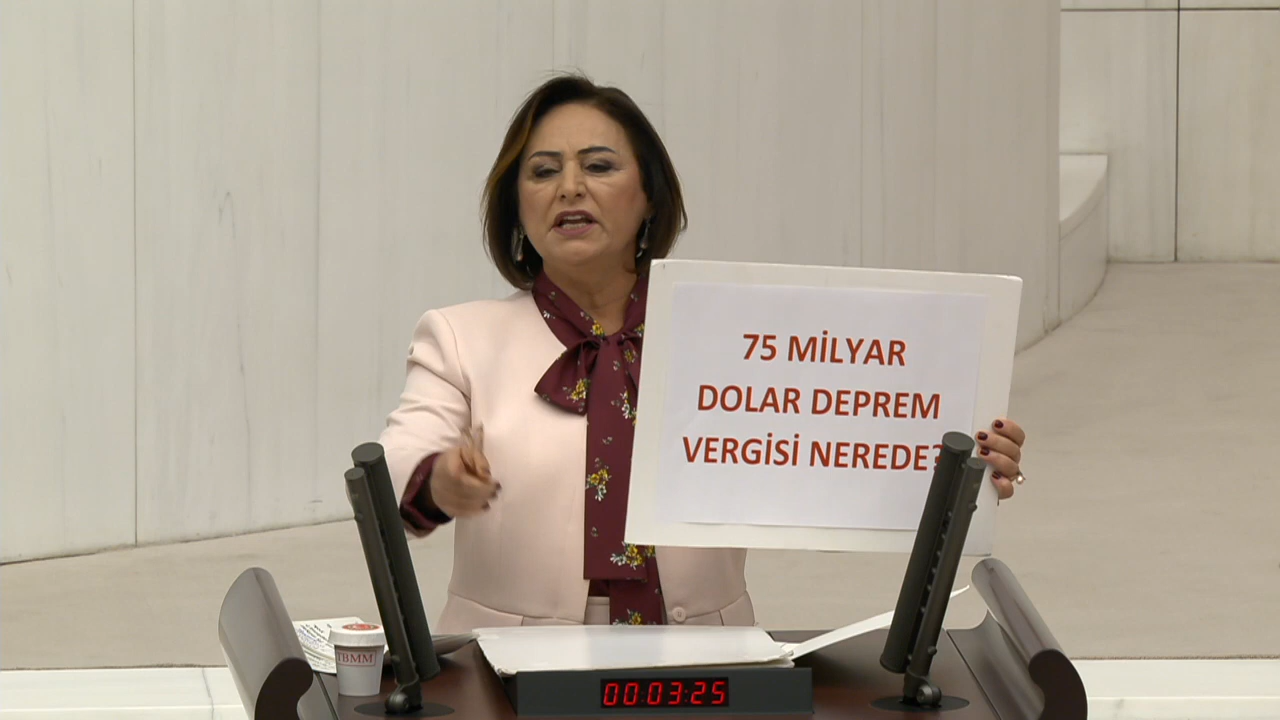 75 MİLYAR
DOLAR DEPREM
VERGİSİ NEREDE?
TBMM
00:03:25